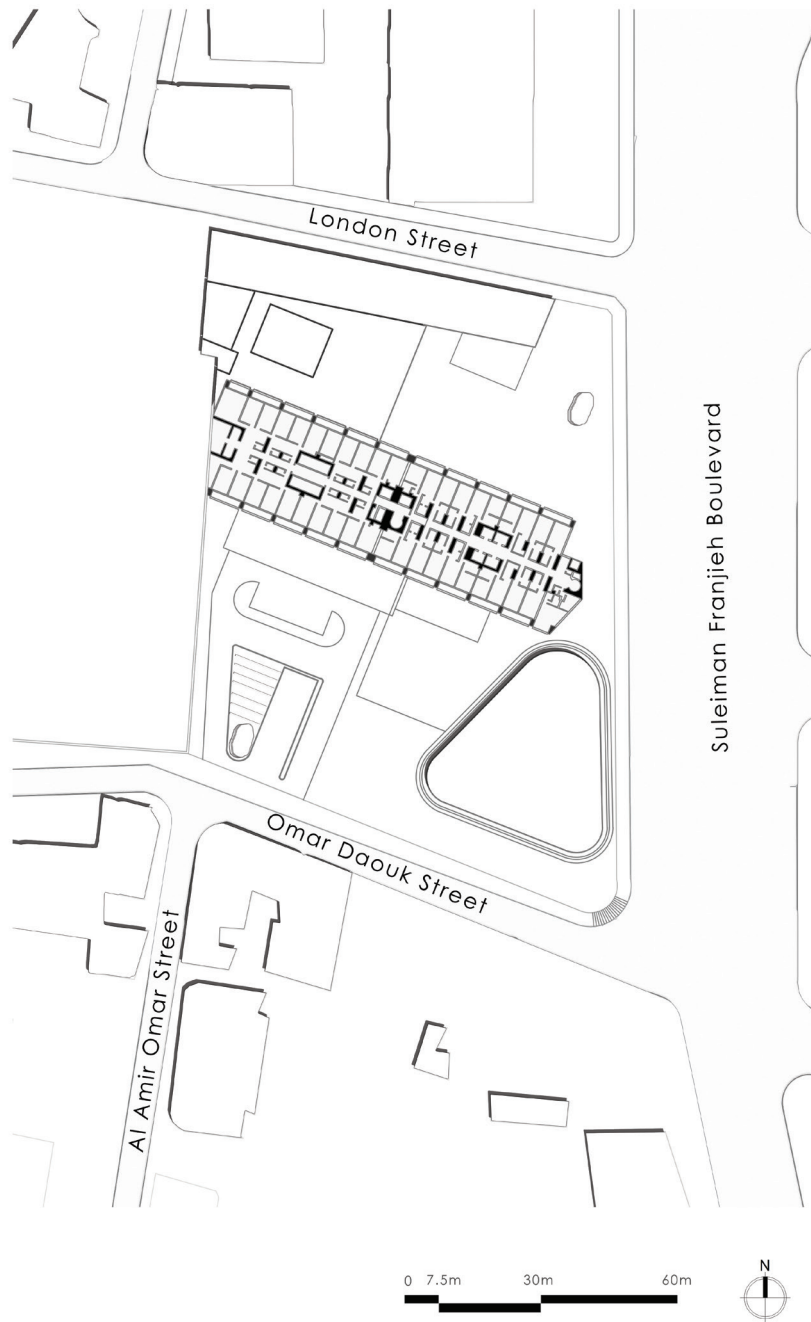 London Street
Suleiman Franjieh Boulevard
Omar Daouk Street
Al Amir Omar Street
0 7.5m 30m 60m
N